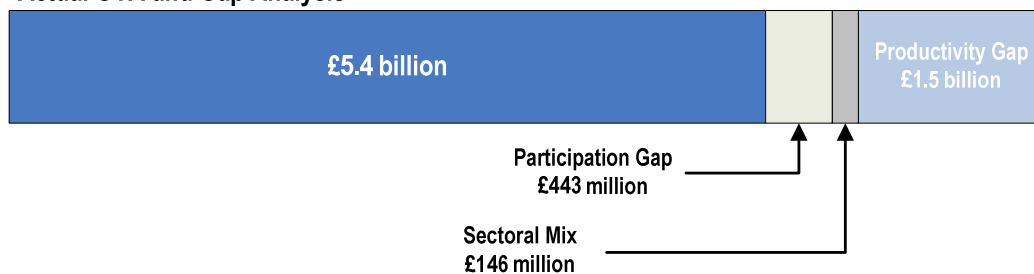 £5.4 billion
Productivity Gap
£1.5 billion
Participation Gap
£443 million
Sectoral Mix
£146 million